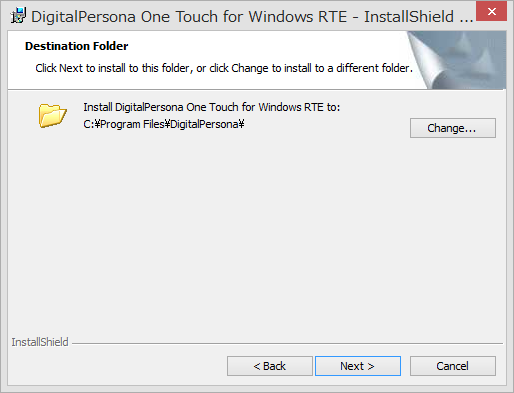 DigitalPersona One Touch for Windows RTE - InstallShield ...
Destination Folder
Click Next to install to this folder, or click Change to install to a different folder.
Install DigitalPersona One Touch for Windows RTE to:
C:¥Program Files¥DigitalPersona¥
Change...
InstallShield
< Back
Next >
Cancel